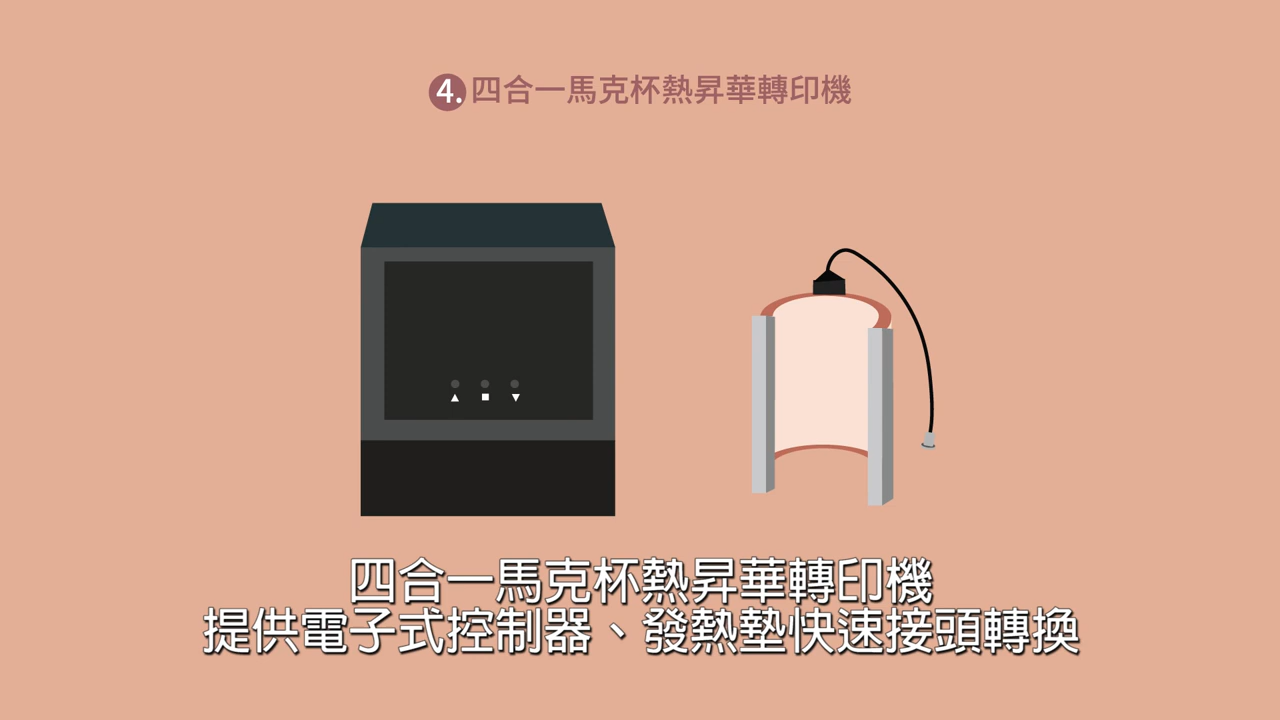 4.四合一馬克杯熱昇華轉印機
四合一馬克杯熱昇華轉印機
提供電子式控制器、發熱墊快速接頭轉換